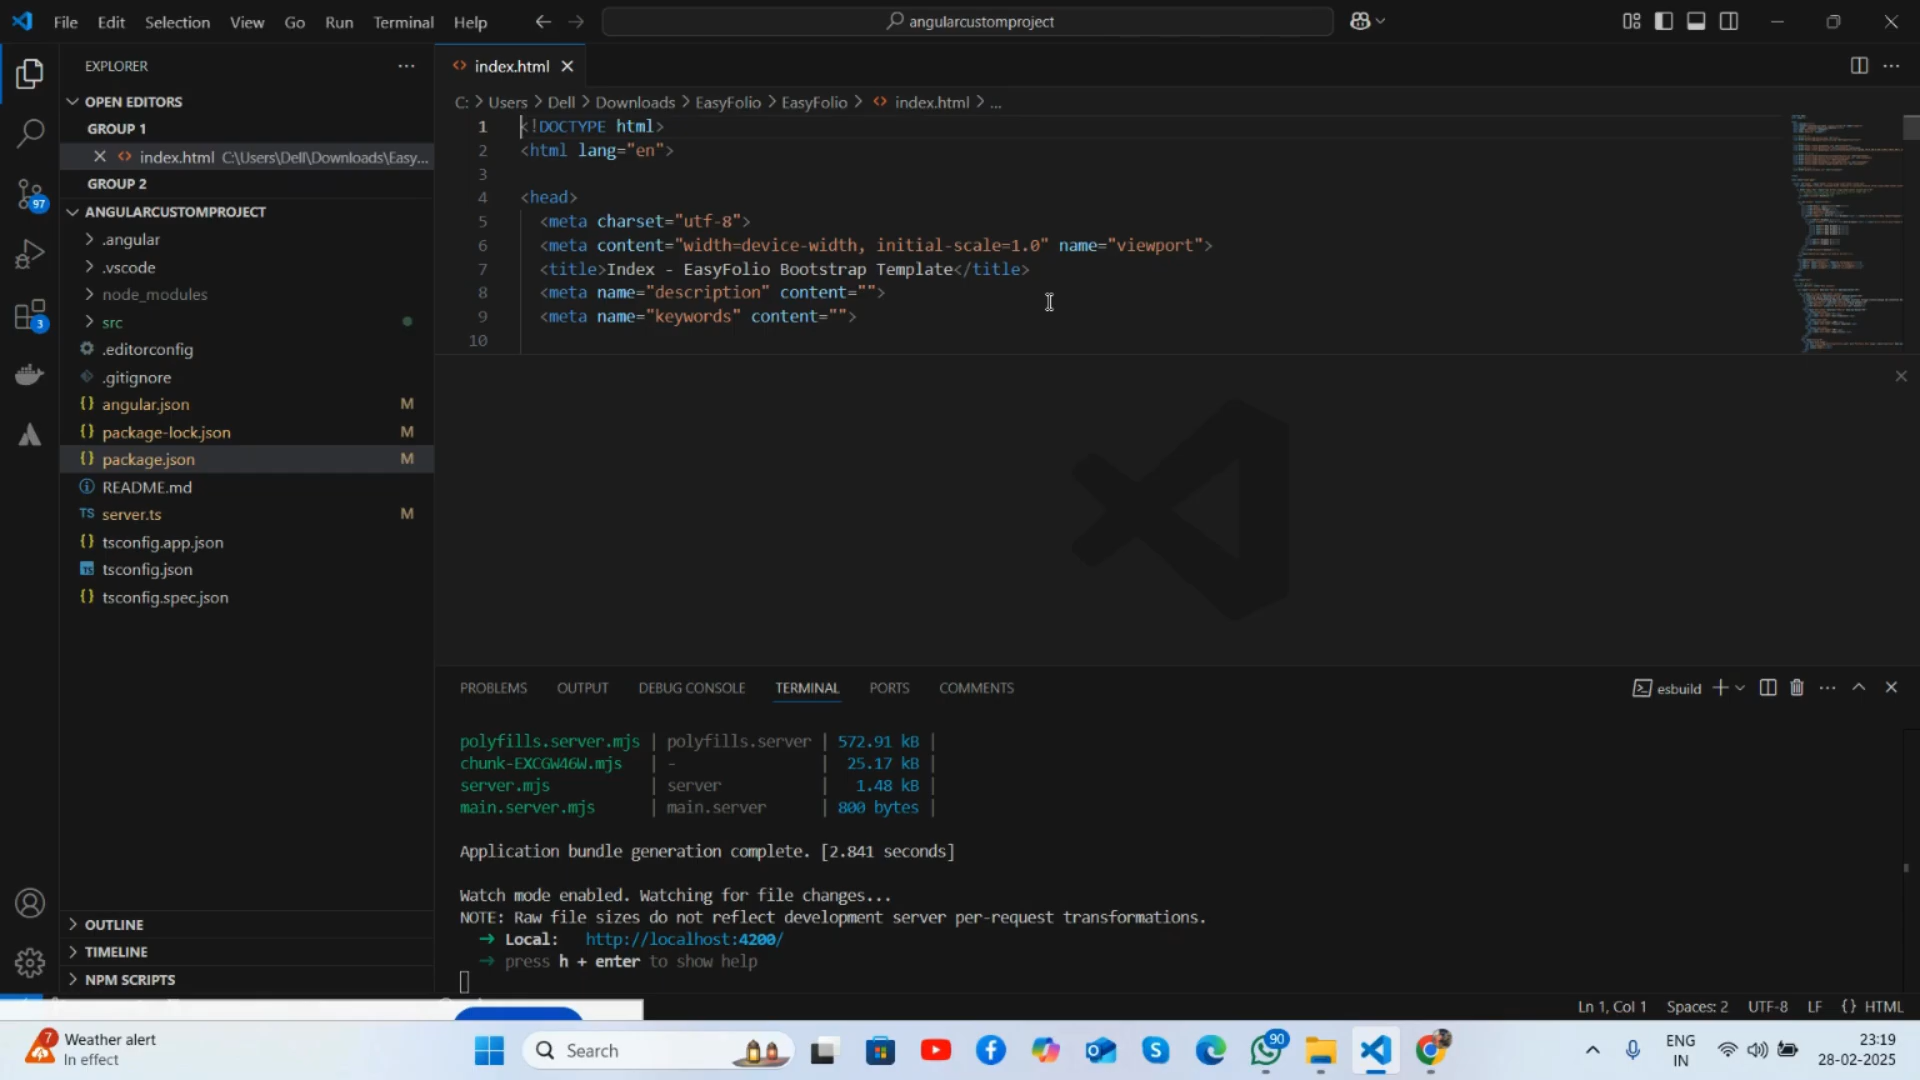 File Edit Selection View Go Run Terminal Help
angularcustomproject
EXPLORER
OPEN EDITORS
GROUP 1
index.html C:\Users\Dell\Downloads\Easy...
GROUP 2
ANGULARCUSTOMPROJECT
.angular
.vscode
node_modules
src
.editorconfig
.gitignore
angular.json M
package-lock.json M
package.json M
README.md
TS server.ts M
tsconfig.app.json
tsconfig.json
tsconfig.spec.json
OUTLINE
TIMELINE
NPM SCRIPTS
97
3
index.html
C: > Users > Dell > Downloads > EasyFolio > EasyFolio > index.html > ...
1 <!DOCTYPE html>
2 <html lang="en">
3
4 <head>
5 <meta charset="utf-8">
6 <meta content="width=device-width, initial-scale=1.0" name="viewport">
7 <title>Index - EasyFolio Bootstrap Template</title>
8 <meta name="description" content="">
9 <meta name="keywords" content="">
10
PROBLEMS OUTPUT DEBUG CONSOLE TERMINAL PORTS COMMENTS
esbuild
polyfills.server.mjs | polyfills.server | 572.91 kB |
chunk-EXCGW46W.mjs | - | 25.17 kB |
server.mjs | server | 1.48 kB |
main.server.mjs | main.server | 800 bytes |
Application bundle generation complete. [2.841 seconds]
Watch mode enabled. Watching for file changes...
NOTE: Raw file sizes do not reflect development server per-request transformations.
→ Local: http://localhost:4200/
→ press h + enter to show help
Ln 1, Col 1 Spaces: 2 UTF-8 LF {} HTML
7
Weather alert
In effect
Search
90
ENG
IN
23:19
28-02-2025